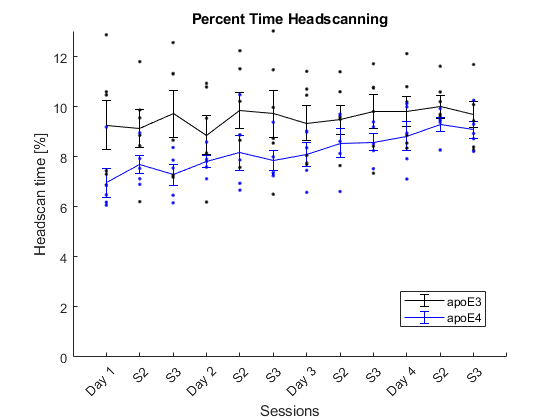 Percent Time Headscanning
Headscan time [%]
12
10
8
6
4
2
0
Day 1
S2
S3
Day 2
S2
S3
Day 3
S2
S3
Day 4
S2
S3
Sessions
apoE3
apoE4